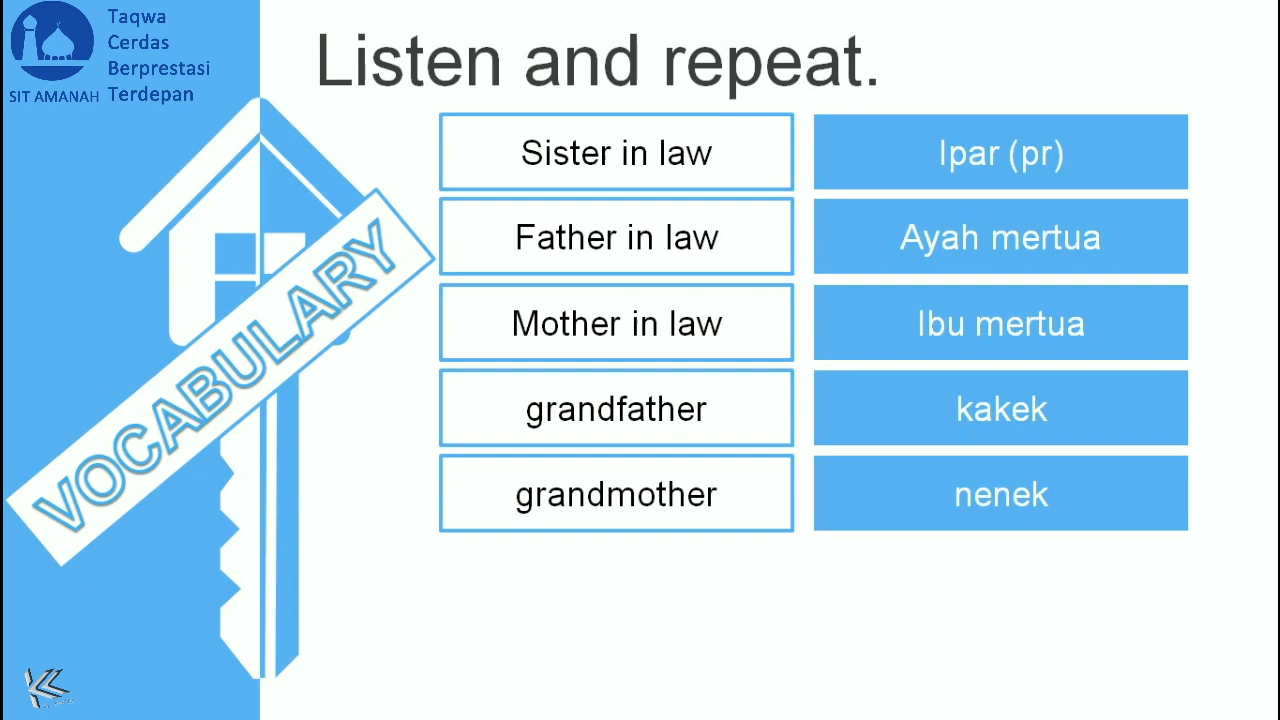 Taqwa
Cerdas
Berprestasi
SIT AMANAH Terdepan
Listen and repeat.
VOCABULARY
Sister in law Ipar (pr)
Father in law Ayah mertua
Mother in law Ibu mertua
grandfather kakek
grandmother nenek